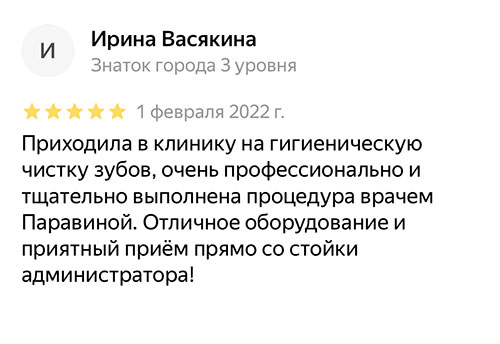 И
Ирина Васякина
Знаток города 3 уровня
★★★★★ 1 февраля 2022 г.
Приходила в клинику на гигиеническую
чистку зубов, очень профессионально и
тщательно выполнена процедура врачем
Паравиной. Отличное оборудование и
приятный приём прямо со стойки
администратора!